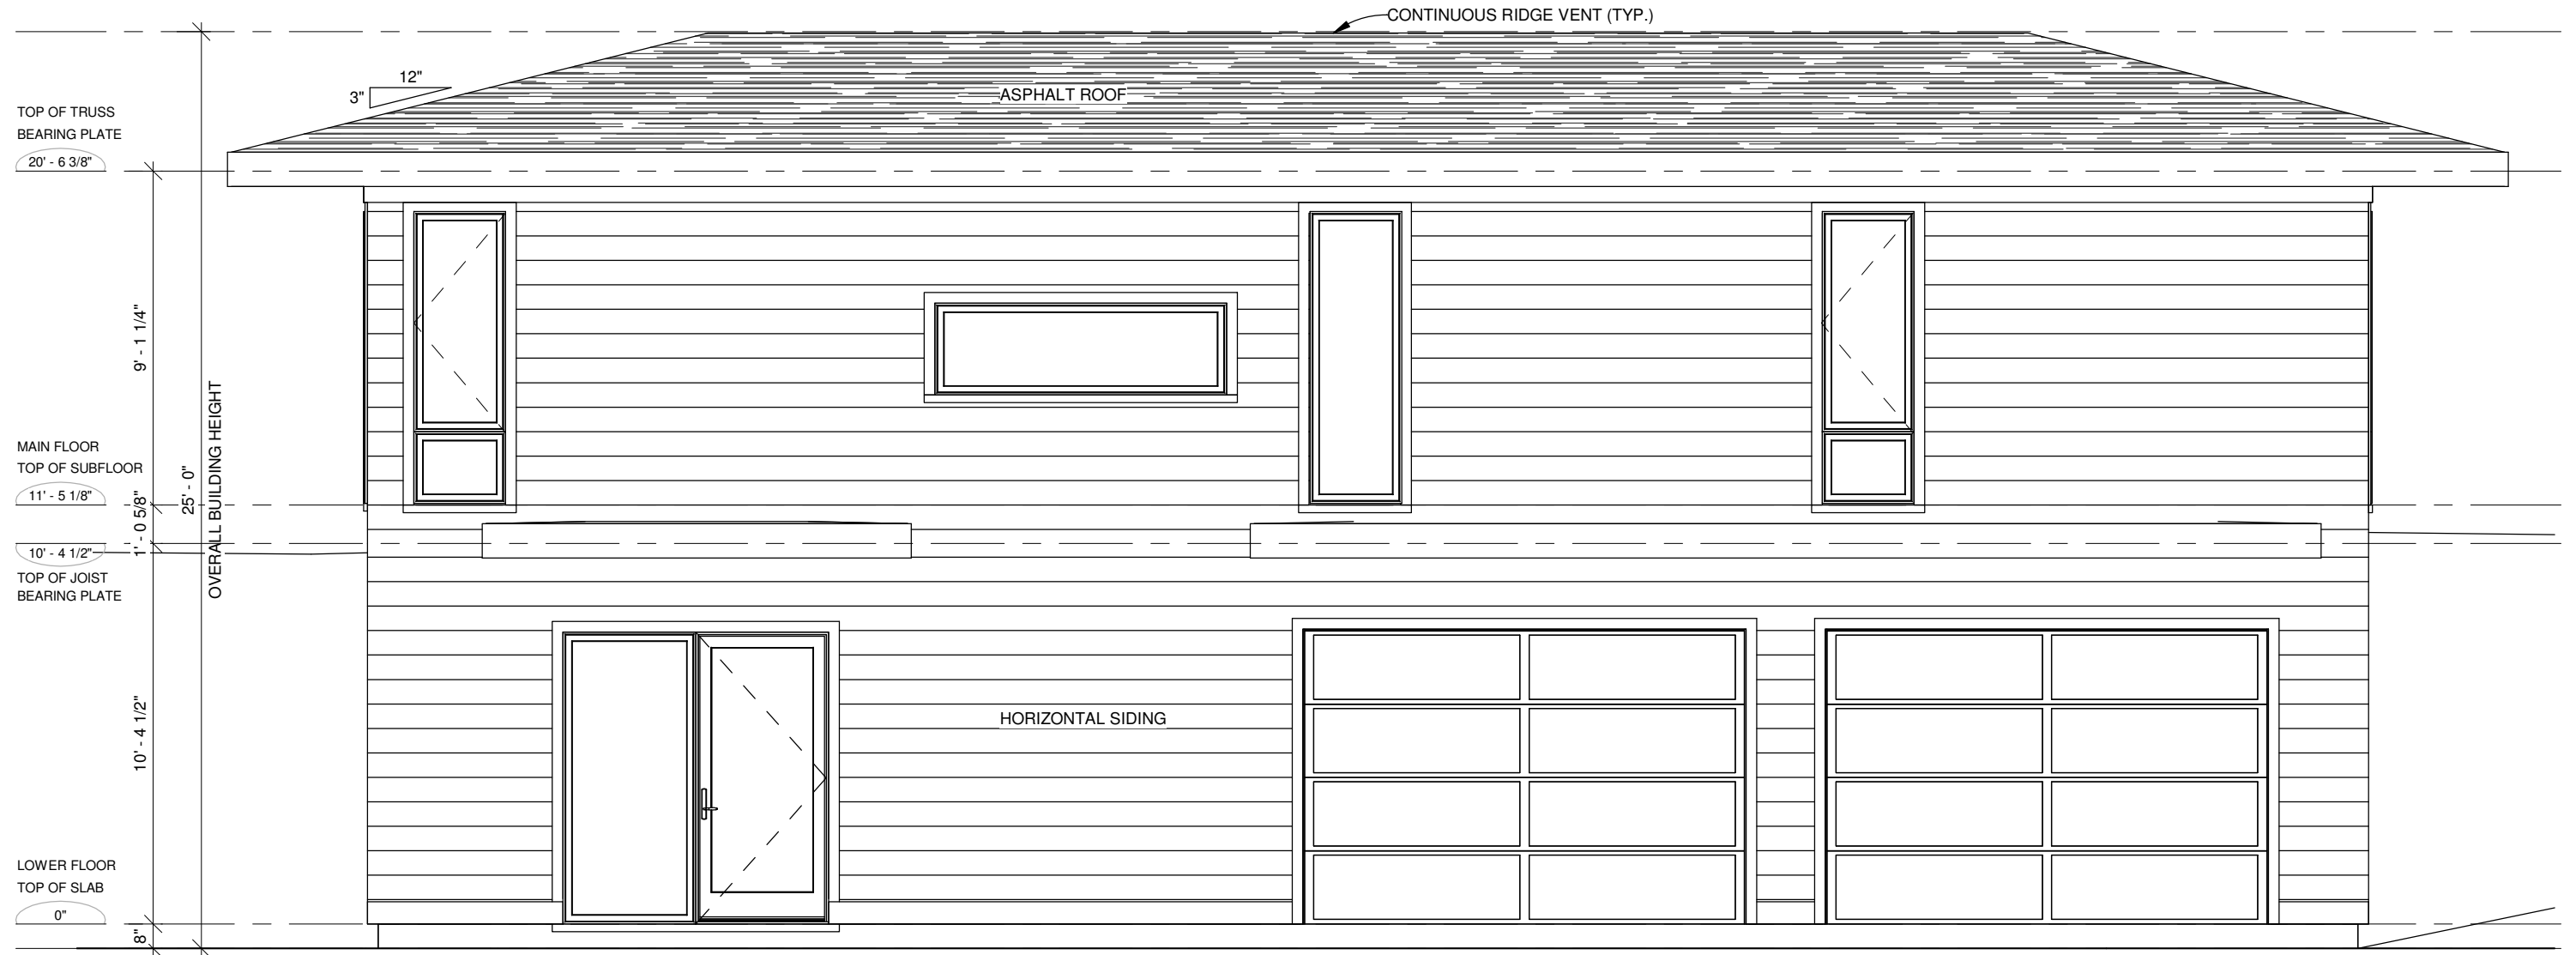 CONTINUOUS RIDGE VENT (TYP.)
12"
3"
ASPHALT ROOF
TOP OF TRUSS
BEARING PLATE
20' - 6 3/8"
9' - 1 1/4"
MAIN FLOOR
TOP OF SUBFLOOR
11' - 5 1/8"
1' - 0 5/8"
25' - 0"
OVERALL BUILDING HEIGHT
10' - 4 1/2"
TOP OF JOIST
BEARING PLATE
10' - 4 1/2"
HORIZONTAL SIDING
LOWER FLOOR
TOP OF SLAB
0"
8"